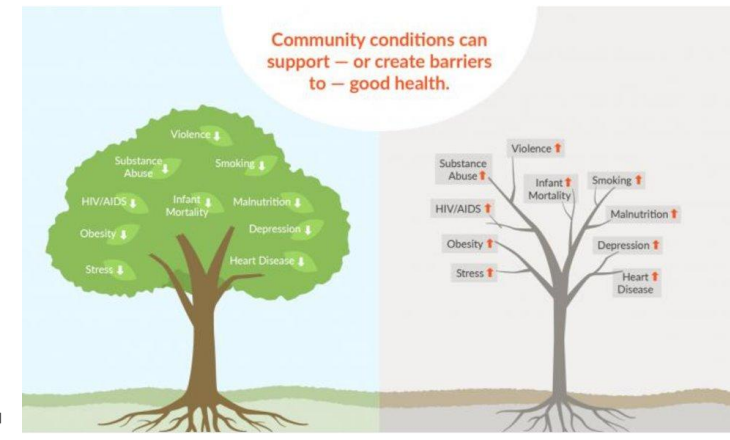 Community conditions can
support — or create barriers
to — good health.
Violence ⬇
Substance
Abuse ⬇
Smoking ⬇
HIV/AIDS ⬇
Infant
Mortality ⬇
Malnutrition ⬇
Obesity ⬇
Depression ⬇
Stress ⬇
Heart Disease ⬇
Violence ⬆
Substance
Abuse ⬆
Infant ⬆
Mortality
Smoking ⬆
HIV/AIDS ⬆
Malnutrition ⬆
Obesity ⬆
Depression ⬆
Stress ⬆
Heart ⬆
Disease